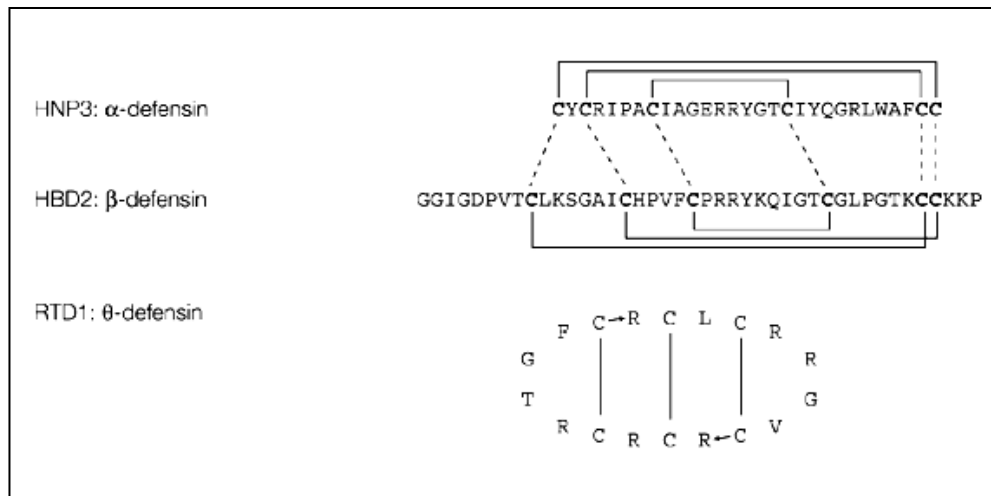 HNP3: α-defensin CYCRIPACIAGERRYGTCIYQGRLWAFCC
HBD2: β-defensin GGIGDPVTCLKSGAICHPVFCPRRYKQIGTCGLPGTKCCKKP
RTD1: θ-defensin
F C R C L C R
G R
T G
R C R C R C V